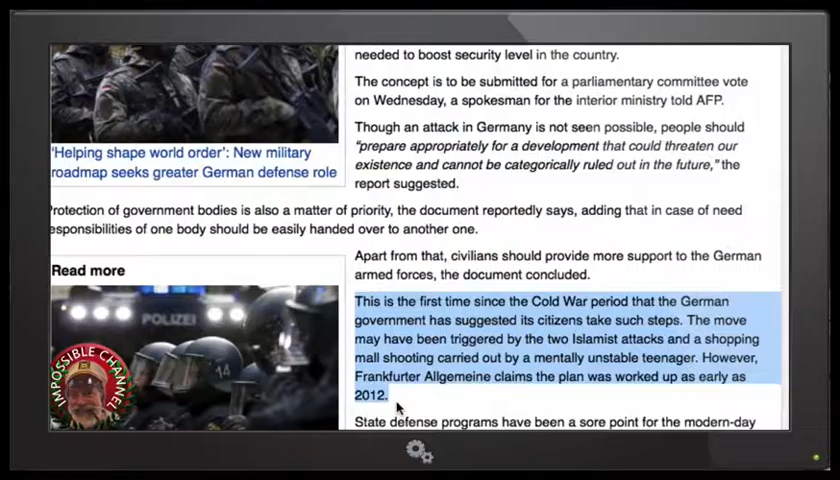 needed to boost security level in the country.
The concept is to be submitted for a parliamentary committee vote
on Wednesday, a spokesman for the interior ministry told AFP.
Though an attack in Germany is not seen possible, people should
“prepare appropriately for a development that could threaten our
existence and cannot be categorically ruled out in the future,” the
report suggested.
‘Helping shape world order’: New military
roadmap seeks greater German defense role
Protection of government bodies is also a matter of priority, the document reportedly says, adding that in case of need
esponsibilities of one body should be easily handed over to another one.
Apart from that, civilians should provide more support to the German
armed forces, the document concluded.
Read more
POLIZEI
14
This is the first time since the Cold War period that the German
government has suggested its citizens take such steps. The move
may have been triggered by the two Islamist attacks and a shopping
mall shooting carried out by a mentally unstable teenager. However,
Frankfurter Allgemeine claims the plan was worked up as early as
2012.
State defense programs have been a sore point for the modern-day
IMPOSSIBLE CHANNEL